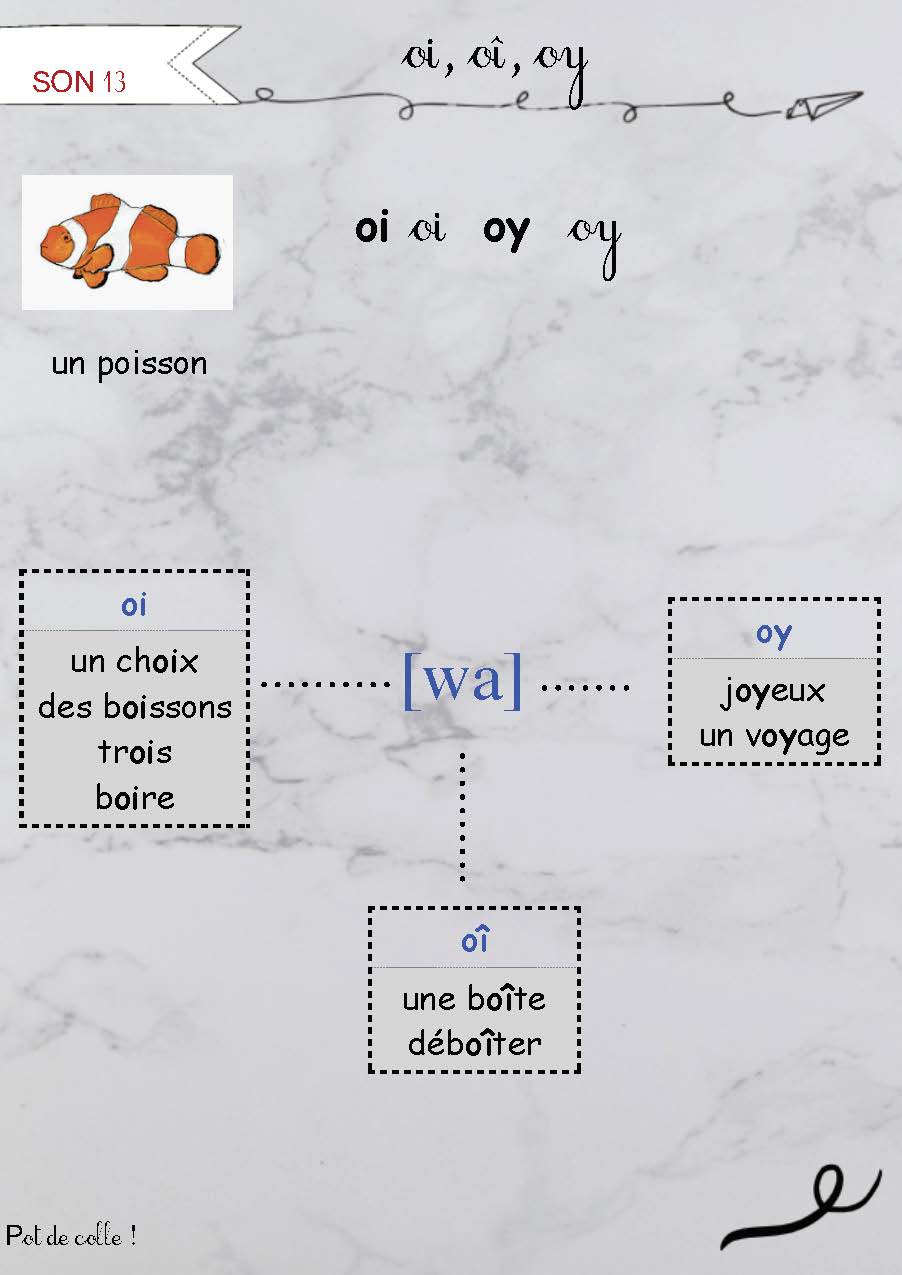 oi, oî, oy
SON 13
oi oi oy oy
un poisson
oi
un choix
des boissons
trois
boire
[wa]
oy
joyeux
un voyage
oî
une boîte
déboîter
Pot de colle !